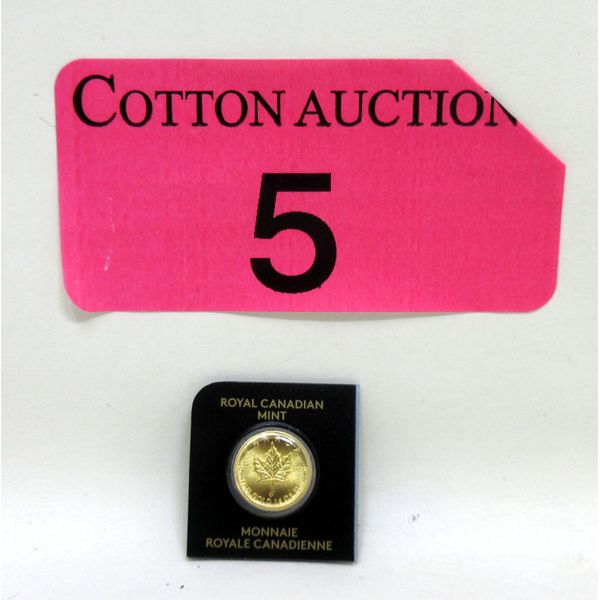 COTTON AUCTION
5
ROYAL CANADIAN
MINT
MONNAIE
ROYALE CANADIENNE